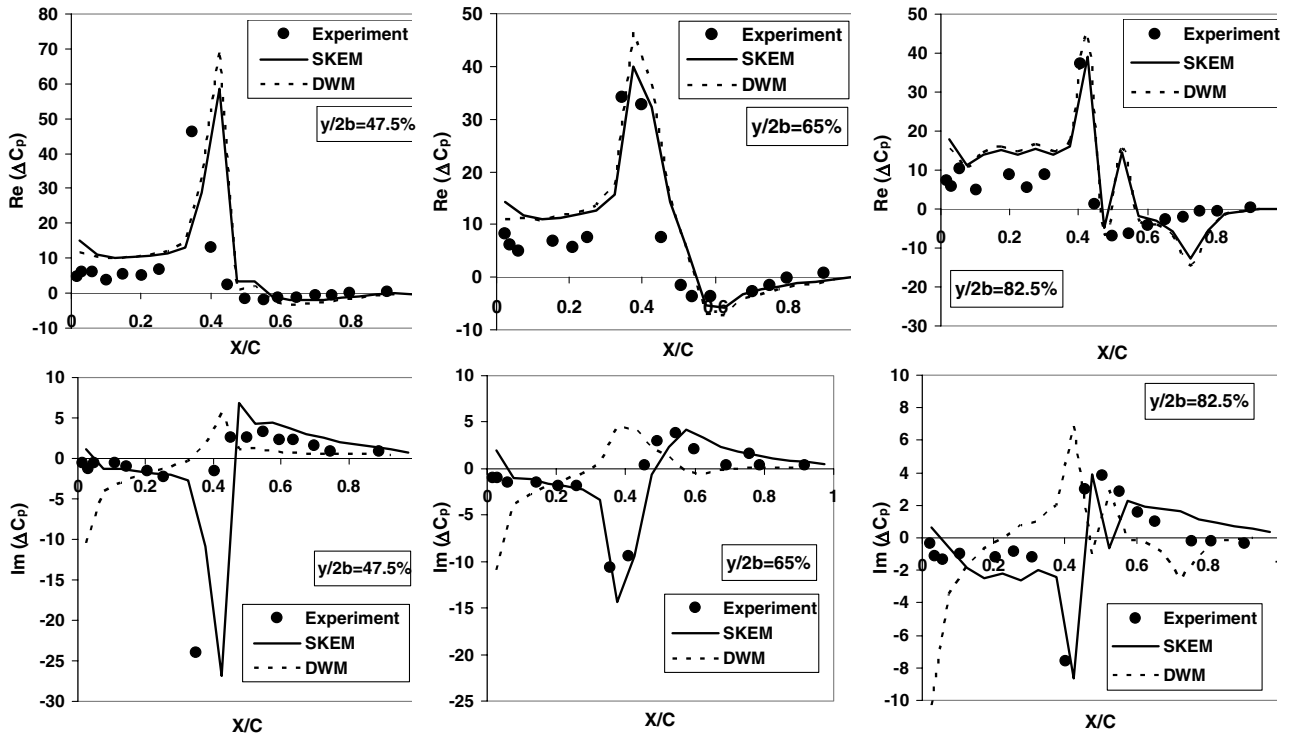 80
70
60
50
40
30
20
10
0
-10
0
0.2
0.4
0.6
0.8
Re (ΔCp)
X/C
Experiment
SKEM
DWM
y/2b=47.5%
50
40
30
20
10
0
-10
0
0.2
0.4
0.6
0.8
Re (ΔCp)
X/C
Experiment
SKEM
DWM
y/2b=65%
50
40
30
20
10
0
-10
-20
-30
0
0.2
0.4
0.6
0.8
Re (ΔCp)
X/C
Experiment
SKEM
DWM
y/2b=82.5%
10
5
0
-5
-10
-15
-20
-25
-30
0
0.2
0.4
0.6
0.8
Im (ΔCp)
X/C
y/2b=47.5%
Experiment
SKEM
DWM
10
5
0
-5
-10
-15
-20
-25
0
0.2
0.4
0.6
0.8
1
Im (ΔCp)
X/C
y/2b=65%
Experiment
SKEM
DWM
10
8
6
4
2
0
-2
-4
-6
-8
-10
0
0.2
0.4
0.6
0.8
Im (ΔCp)
X/C
y/2b=82.5%
Experiment
SKEM
DWM